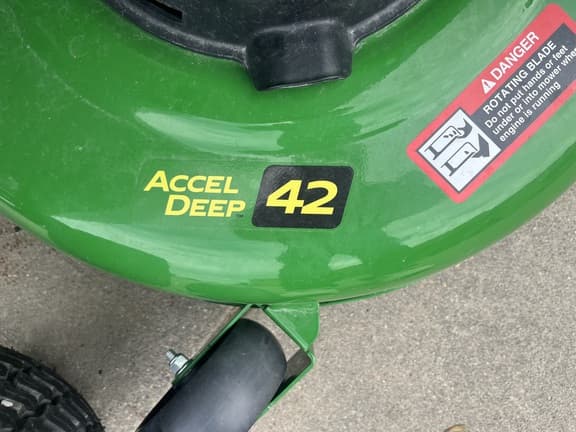 ACCEL
DEEP™ 42
DANGER
ROTATING BLADE
Do not put hands or feet
under or into mower when
engine is running